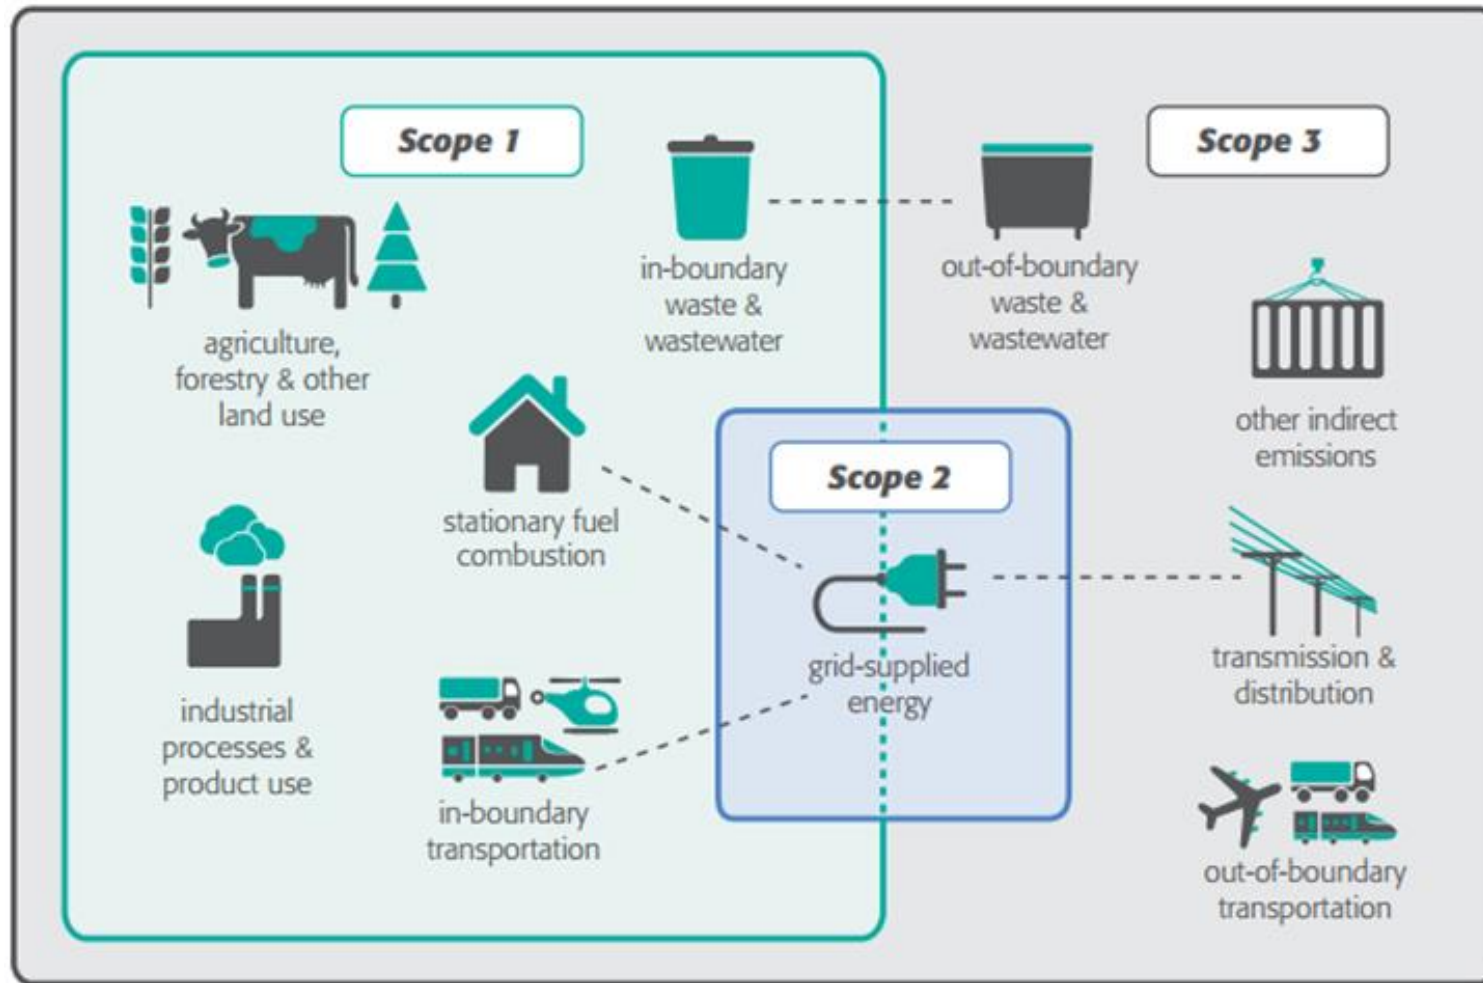 Scope 1
Scope 3
in-boundary
waste &
wastewater
out-of-boundary
waste &
wastewater
agriculture,
forestry & other
land use
other indirect
emissions
Scope 2
stationary fuel
combustion
grid-supplied
energy
transmission &
distribution
industrial
processes &
product use
in-boundary
transportation
out-of-boundary
transportation